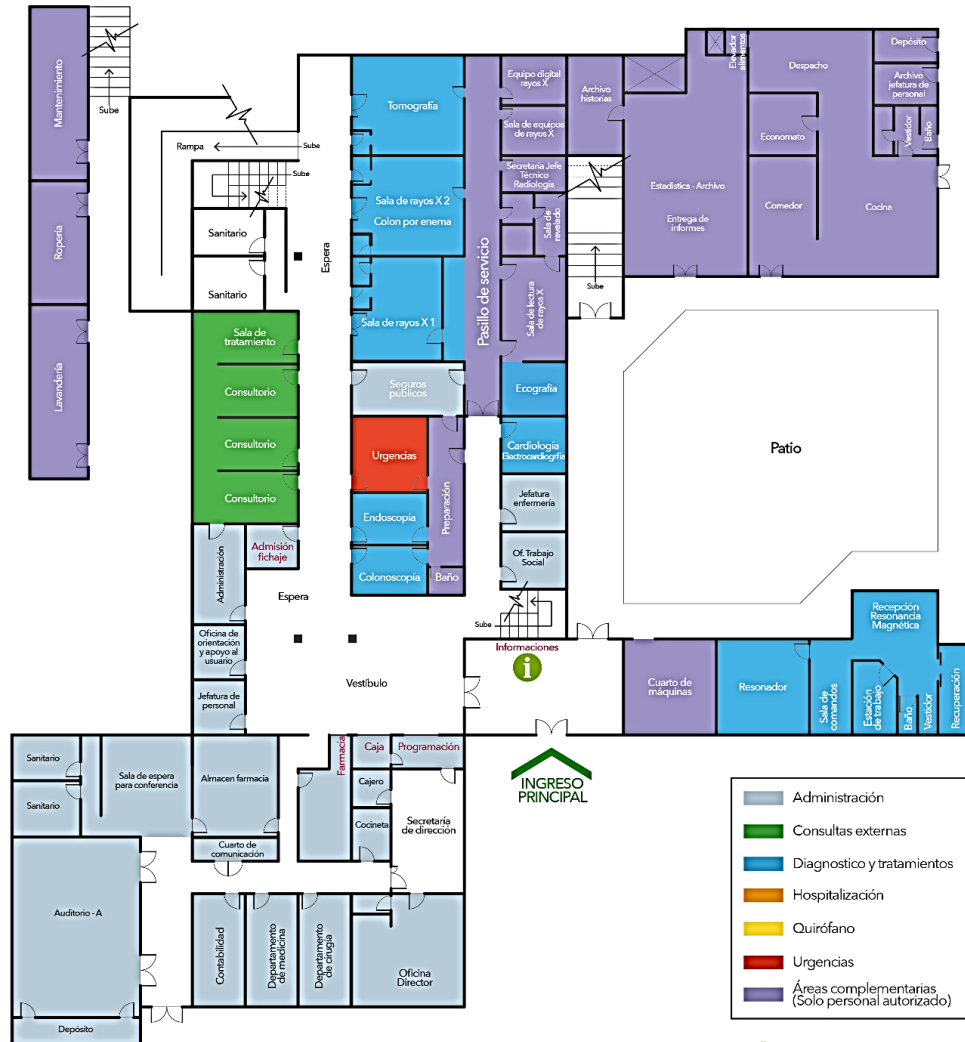 Mantenimiento
Sube
Rampa
Sube
Sube
Ropería
Lavandería
Sanitario
Sanitario
Espera
Tomografía
Sala de rayos X 2
Colon por enema
Sala de rayos X 1
Pasillo de servicio
Equipo digital
rayos X
Sala de equipos
de rayos X
Secretaria Jefe
Técnico
Radiología
Sala de
revelado
Sala de lectura
de rayos X
Archivo
historias
Sube
Elevador
alimentos
Despacho
Depósito
Archivo
jefatura de
personal
Vestidor
Baño
Economato
Estadística - Archivo
Entrega de
informes
Comedor
Cocina
Sala de
tratamiento
Consultorio
Consultorio
Consultorio
Seguros
públicos
Ecografía
Urgencias
Preparación
Cardiología
Electrocardiogrfía
Endoscopía
Jefatura
enfermería
Colonoscopía
Baño
Of. Trabajo
Social
Patio
Administración
Admisión
fichaje
Espera
Oficina de
orientación
y apoyo al
usuario
Jefatura de
personal
Vestíbulo
Sube
Informaciones
i
INGRESO
PRINCIPAL
Cuarto de
máquinas
Resonador
Recepción
Resonancia
Magnética
Sala de
comandos
Estación
de trabajo
Baño
Vestidor
Recuperación
Sanitario
Sanitario
Sala de espera
para conferencia
Almacen farmacia
Cuarto de
comunicación
Farmacia
Caja
Programación
Cajero
Cocineta
Secretaría
de dirección
Auditorio - A
Depósito
Contabilidad
Departamento
de medicina
Departamento
de cirugía
Oficina
Director
Administración
Consultas externas
Diagnostico y tratamientos
Hospitalización
Quirófano
Urgencias
Áreas complementarias
(Solo personal autorizado)